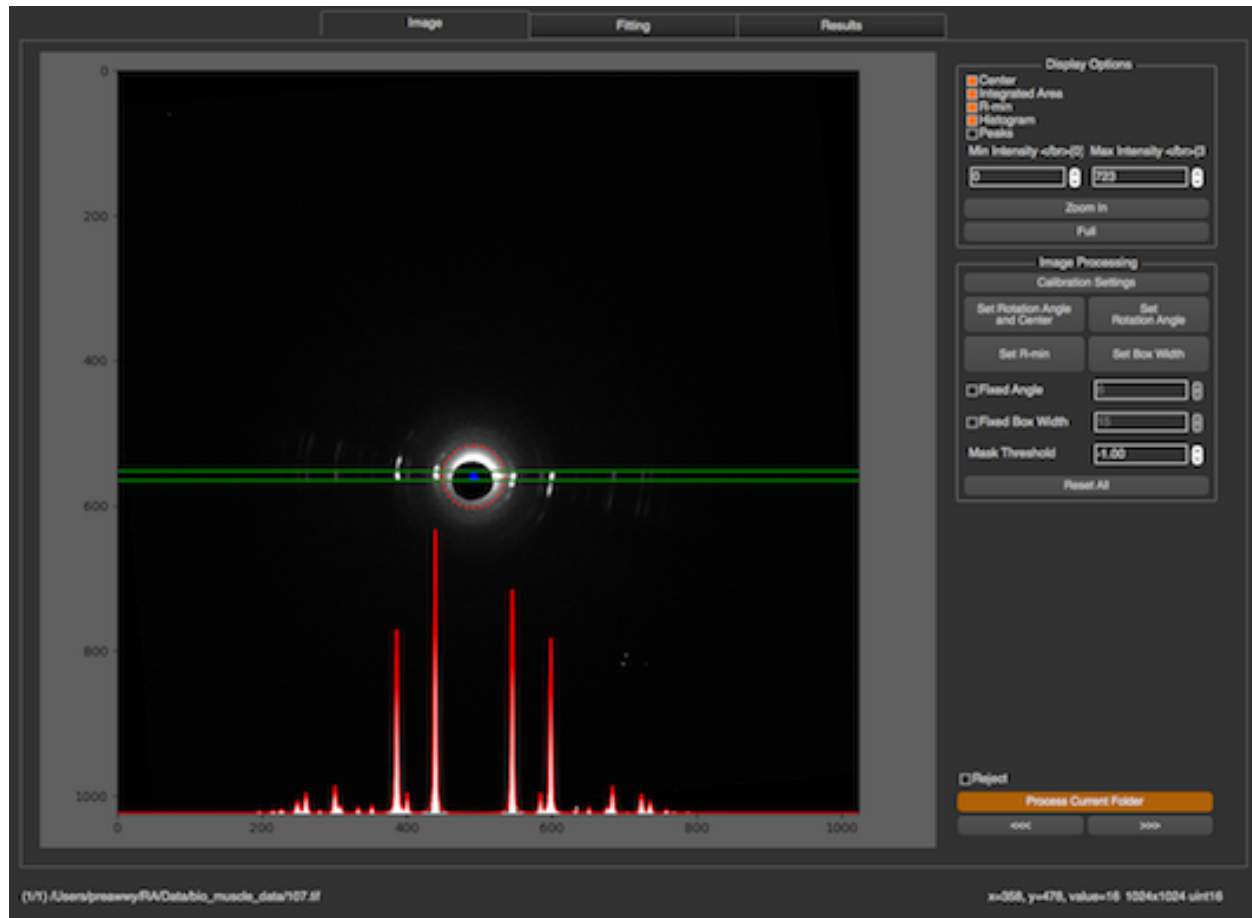 Image Fitting Results
Display Options
Center
Integrated Area
R-min
Histogram
Peaks
Min Intensity </br>(0) Max Intensity </br>(3
0 723
Zoom In
Full
Image Processing
Calibration Settings
Set Rotation Angle
and Center
Set
Rotation Angle
Set R-min Set Box Width
Fixed Angle
Fixed Box Width 15
Mask Threshold -1.00
Reset All
0
200
400
600
800
1000
0 200 400 600 800 1000
Reject
Process Current Folder
<<< >>>
(1/1) /Users/preawwy/RA/Data/bio_muscle_data/107.tif
x=358, y=478, value=16 1024x1024 uint16